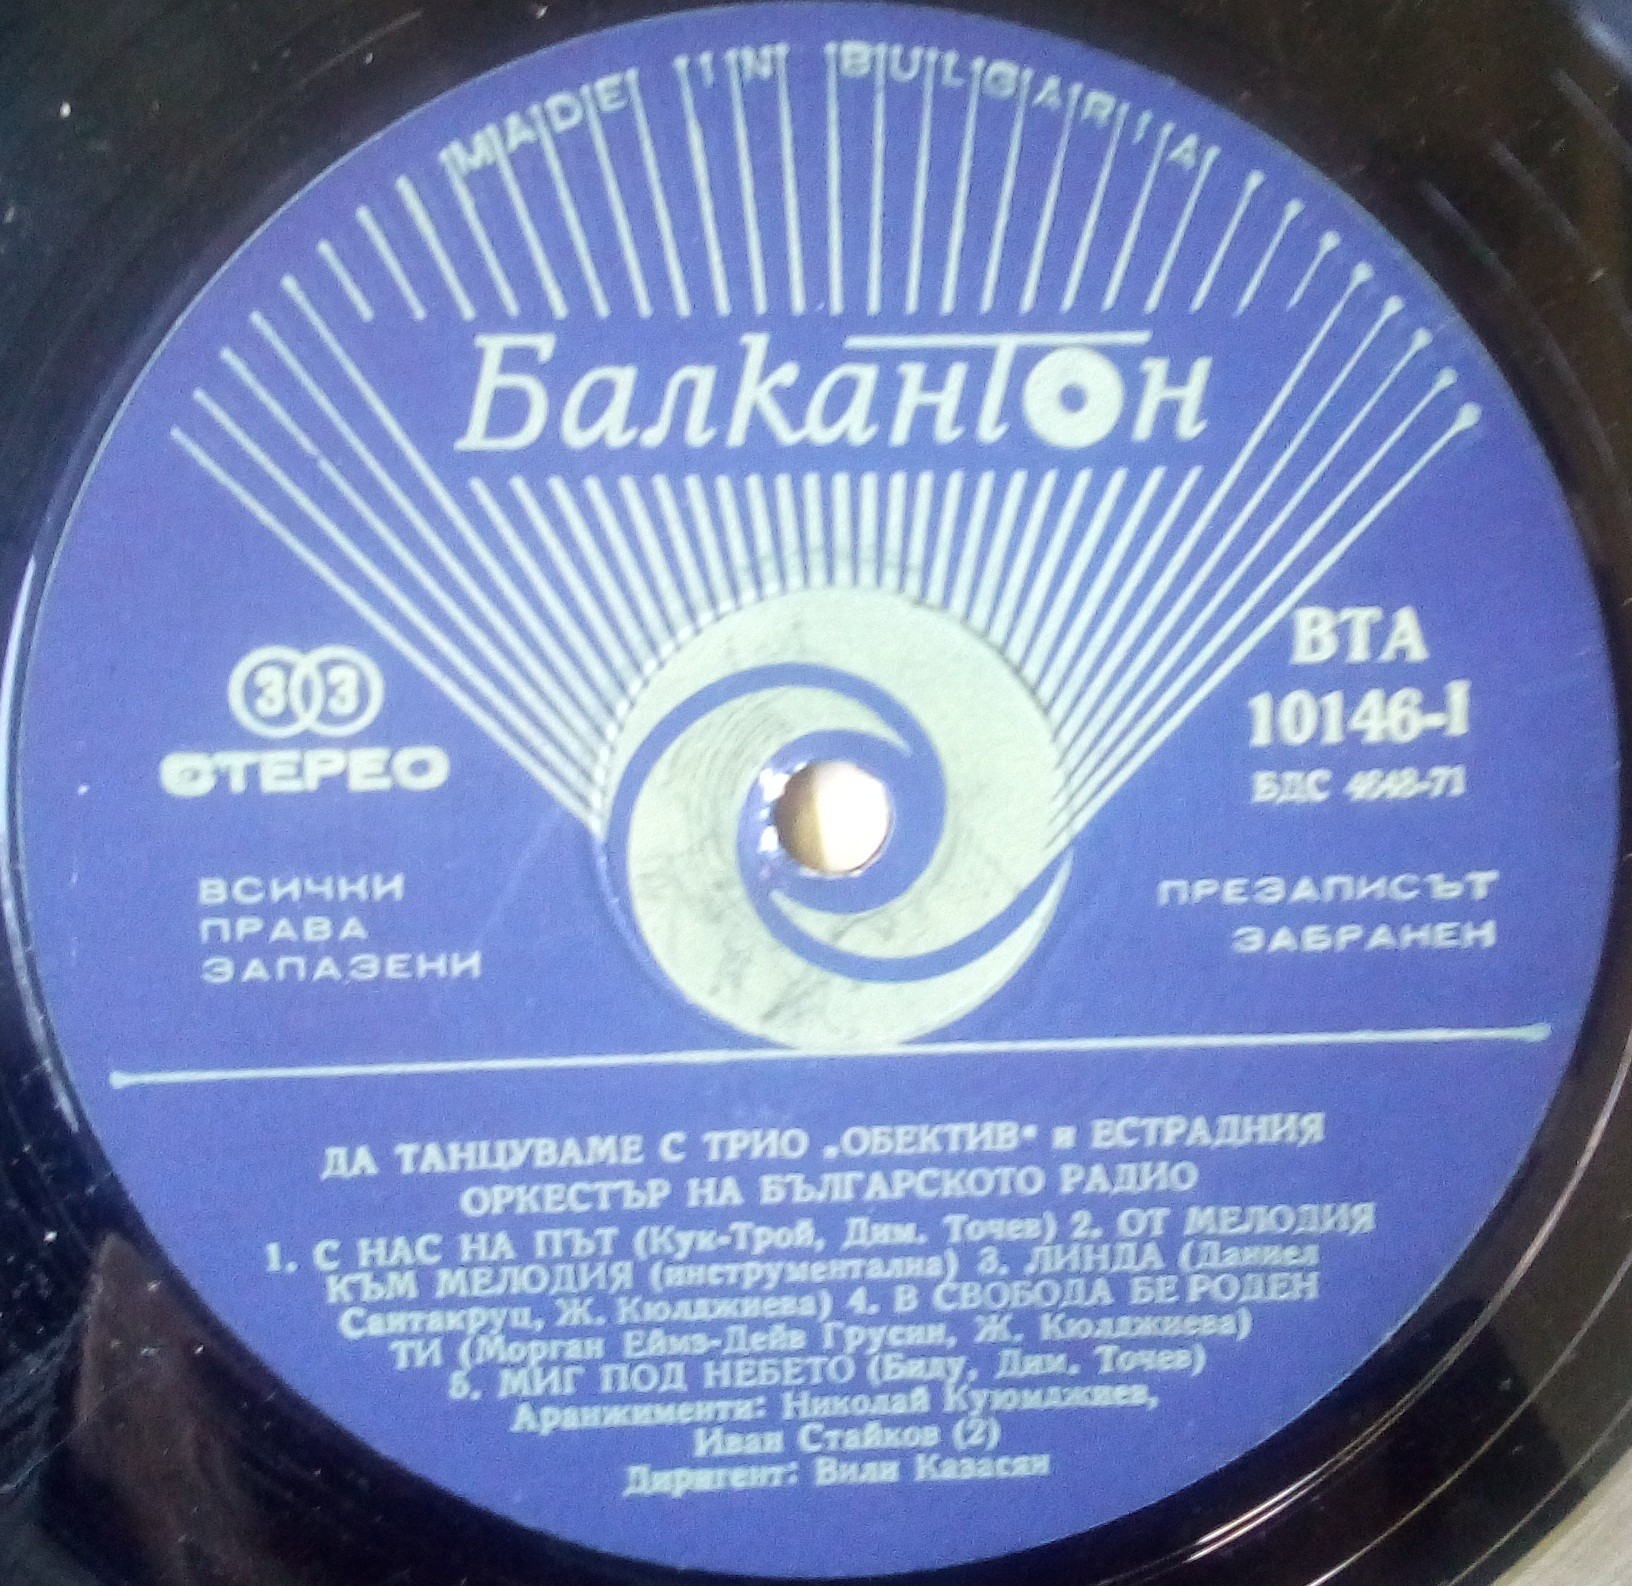 MADE IN BULGARIA
Балкантон
33
СТЕРЕО
ВТА
10146-I
БДС 4648-71
ВСИЧКИ
ПРАВА
ЗАПАЗЕНИ
ПРЕЗАПИСЪТ
ЗАБРАНЕН
ДА ТАНЦУВАМЕ С ТРИО „ОБЕКТИВ“ и ЕСТРАДНИЯ
ОРКЕСТЪР НА БЪЛГАРСКОТО РАДИО
1. С НАС НА ПЪТ (Кук-Трой, Дим. Точев) 2. ОТ МЕЛОДИЯ
КЪМ МЕЛОДИЯ (инструментална) 3. ЛИНДА (Даниел
Сантакруц, Ж. Кюлджиева) 4. В СВОБОДА БЕ РОДЕН
ТИ (Морган Еймз-Дейв Грусин, Ж. Кюлджиева)
5. МИГ ПОД НЕБЕТО (Биду, Дим. Точев)
Аранжименти: Николай Куюмджиев,
Иван Стайков (2)
Диригент: Вили Казасян